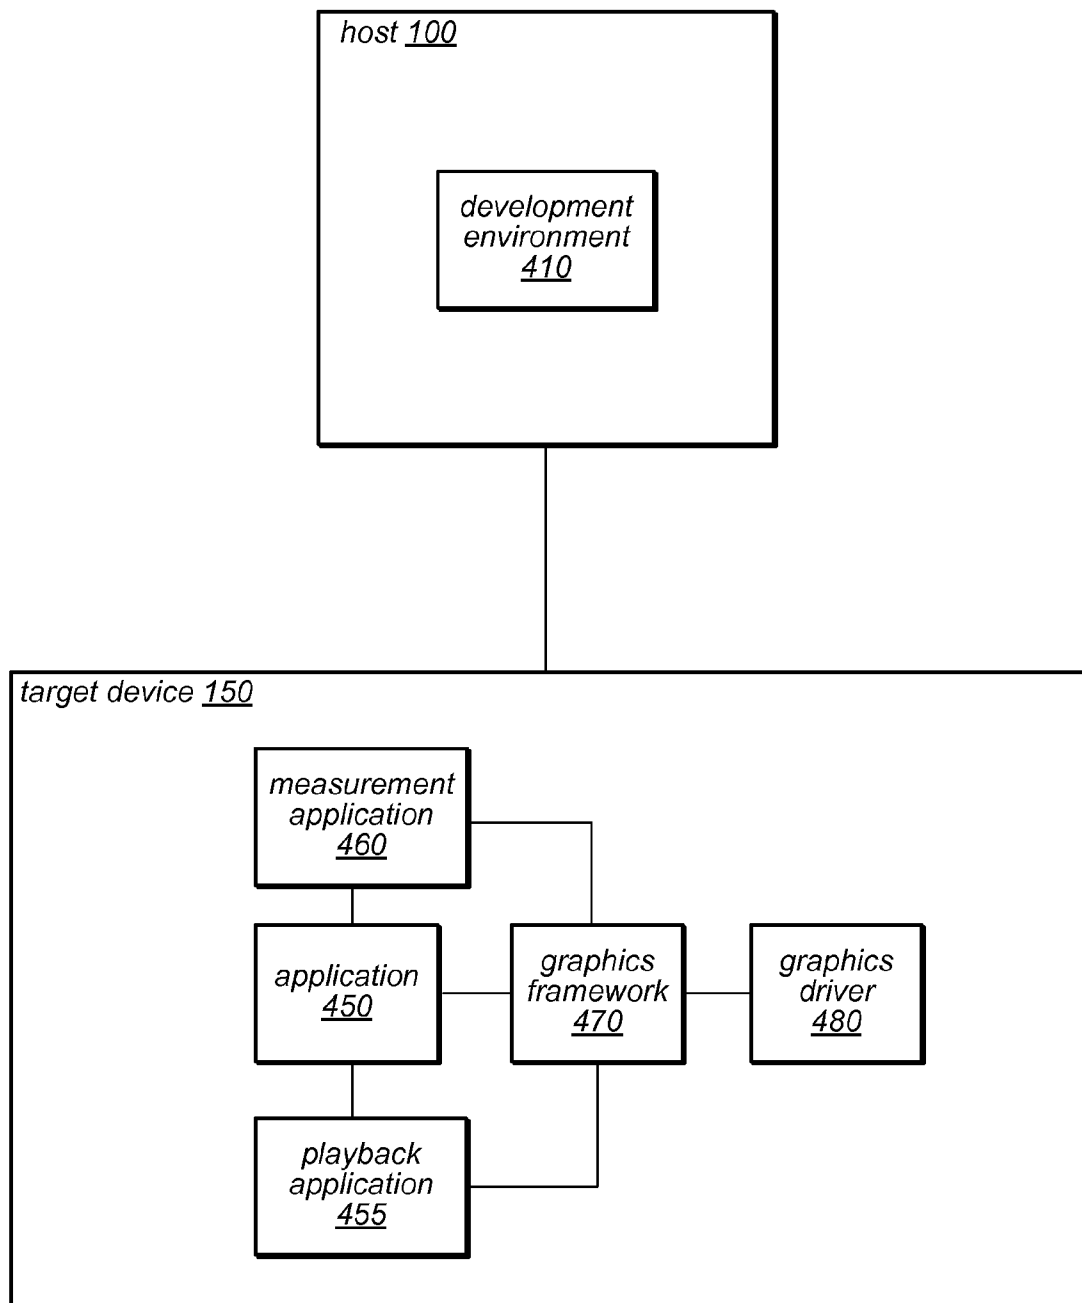 host 100
development
environment
410
target device 150
measurement
application
460
application
450
graphics
framework
470
graphics
driver
480
playback
application
455